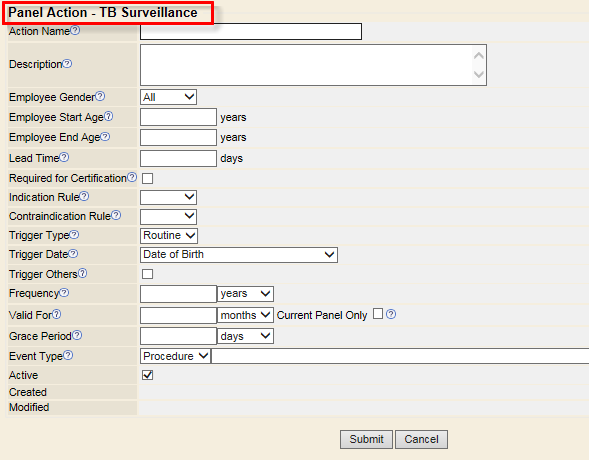 Panel Action - TB Surveillance
Action Name
Description
Employee Gender All
Employee Start Age years
Employee End Age years
Lead Time days
Required for Certification
Indication Rule
Contraindication Rule
Trigger Type Routine
Trigger Date Date of Birth
Trigger Others
Frequency years
Valid For months Current Panel Only
Grace Period days
Event Type Procedure
Active
Created
Modified
Submit Cancel